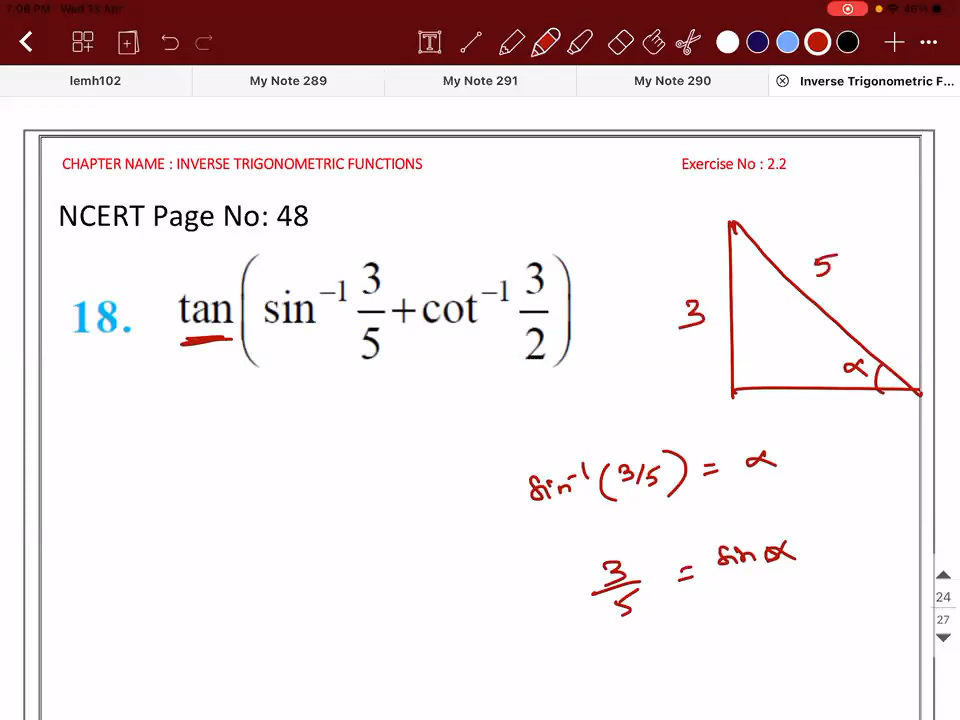 7:06 PM Wed 13 Apr
46%
lemh102
My Note 289
My Note 291
My Note 290
Inverse Trigonometric F...
CHAPTER NAME : INVERSE TRIGONOMETRIC FUNCTIONS
Exercise No : 2.2
NCERT Page No: 48
18. tan(sin⁻¹ 3/5 + cot⁻¹ 3/2)
5
3
α
sin⁻¹(3/5) = α
3/5 = sin α
24
27